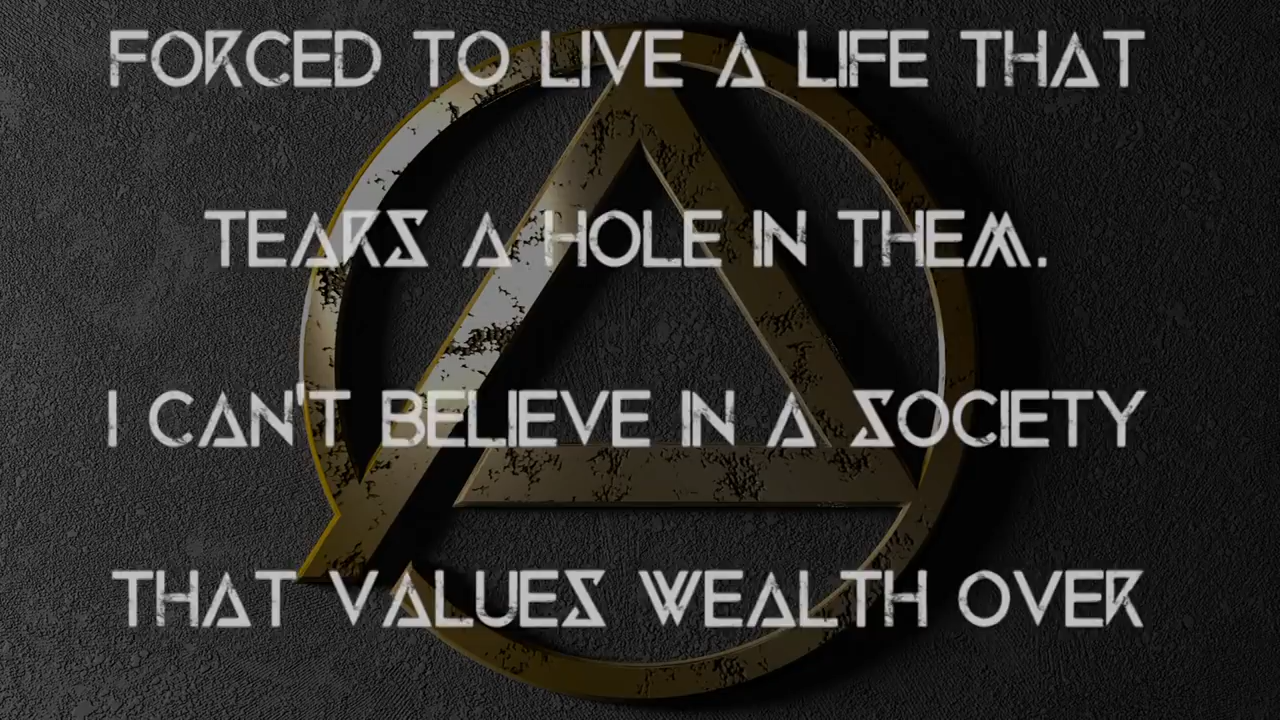 FORCED TO LIVE A LIFE THAT
TEARS A HOLE IN THEM.
I CAN'T BELIEVE IN A SOCIETY
THAT VALUES WEALTH OVER